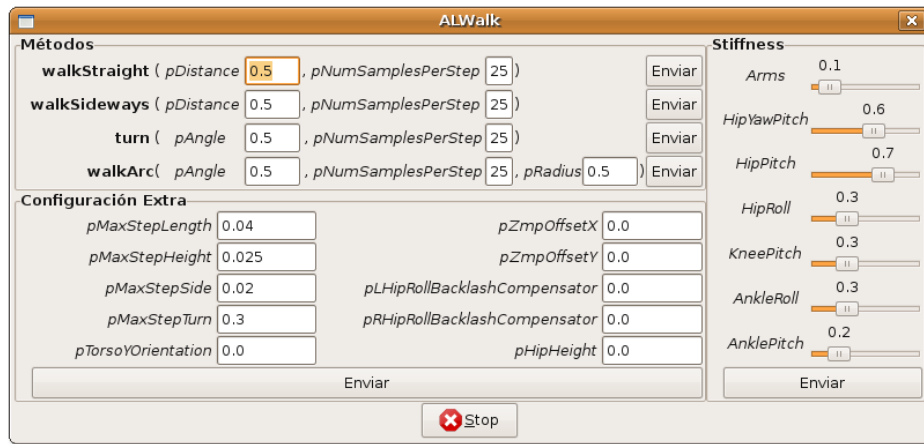 ALWalk
Métodos
walkStraight ( pDistance 0.5 , pNumSamplesPerStep 25 ) Enviar
walkSideways ( pDistance 0.5 , pNumSamplesPerStep 25 ) Enviar
turn ( pAngle 0.5 , pNumSamplesPerStep 25 ) Enviar
walkArc( pAngle 0.5 , pNumSamplesPerStep 25 , pRadius 0.5 ) Enviar
Configuración Extra
pMaxStepLength 0.04 pZmpOffsetX 0.0
pMaxStepHeight 0.025 pZmpOffsetY 0.0
pMaxStepSide 0.02 pLHipRollBacklashCompensator 0.0
pMaxStepTurn 0.3 pRHipRollBacklashCompensator 0.0
pTorsoYOrientation 0.0 pHipHeight 0.0
Enviar
Stiffness
Arms 0.1
HipYawPitch 0.6
HipPitch 0.7
HipRoll 0.3
KneePitch 0.3
AnkleRoll 0.3
AnklePitch 0.2
Enviar
Stop